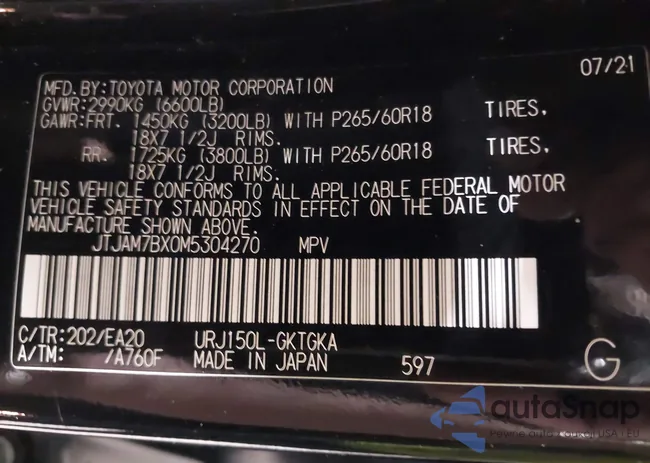 07/21
MFD.BY:TOYOTA MOTOR CORPORATION
GVWR:2990KG (6600LB)
GAWR:FRT. 1450KG (3200LB) WITH P265/60R18 TIRES,
18X7 1/2J RIMS.
RR. 1725KG (3800LB) WITH P265/60R18 TIRES,
18X7 1/2J RIMS.
THIS VEHICLE CONFORMS TO ALL APPLICABLE FEDERAL MOTOR
VEHICLE SAFETY STANDARDS IN EFFECT ON THE DATE OF
MANUFACTURE SHOWN ABOVE.
JTJAM7BX0M5304270 MPV
C/TR:202/EA20 URJ150L-GKTGKA
A/TM: /A760F MADE IN JAPAN 597 G
autoSnap